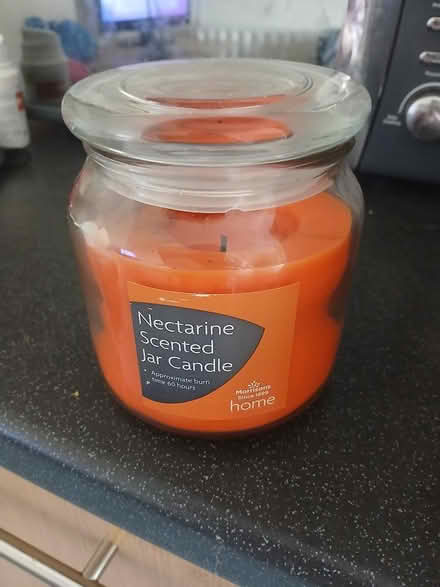 Nectarine
Scented
Jar Candle
Approximate burn
time 60 hours
Morrisons
Since 1899
home